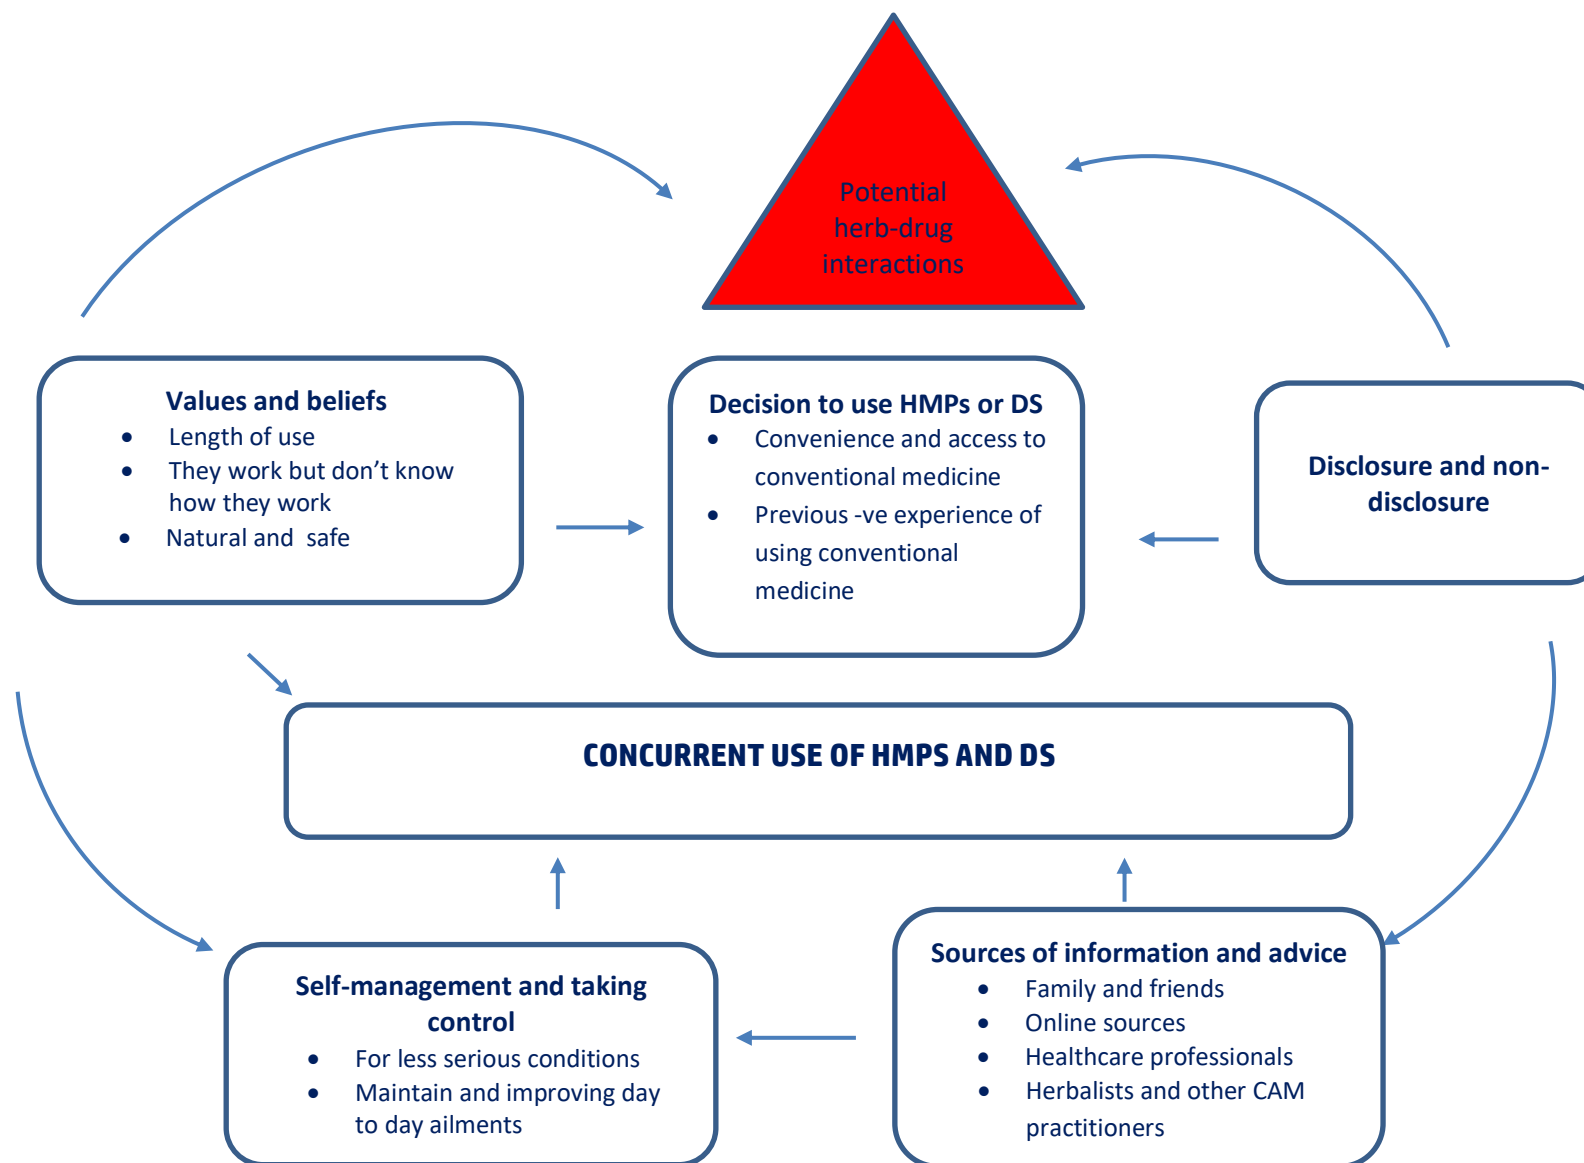 Potential
herb-drug
interactions
Values and beliefs
• Length of use
• They work but don’t know
how they work
• Natural and safe
Decision to use HMPs or DS
• Convenience and access to
conventional medicine
• Previous -ve experience of
using conventional
medicine
Disclosure and non-
disclosure
CONCURRENT USE OF HMPS AND DS
Self-management and taking
control
• For less serious conditions
• Maintain and improving day
to day ailments
Sources of information and advice
• Family and friends
• Online sources
• Healthcare professionals
• Herbalists and other CAM
practitioners